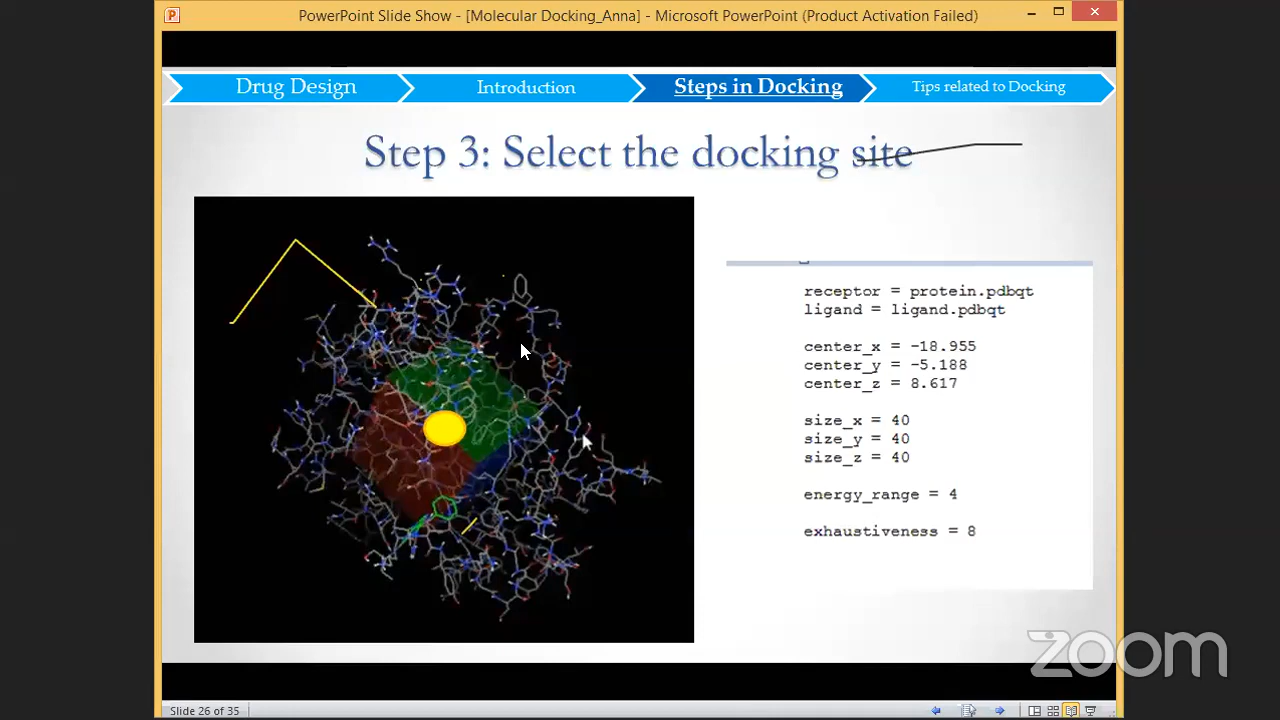 PowerPoint Slide Show - [Molecular Docking_Anna] - Microsoft PowerPoint (Product Activation Failed)
Drug Design
Introduction
Steps in Docking
Tips related to Docking
Step 3: Select the docking site
receptor = protein.pdbqt
ligand = ligand.pdbqt
center_x = -18.955
center_y = -5.188
center_z = 8.617
size_x = 40
size_y = 40
size_z = 40
energy_range = 4
exhaustiveness = 8
zoom
Slide 26 of 35